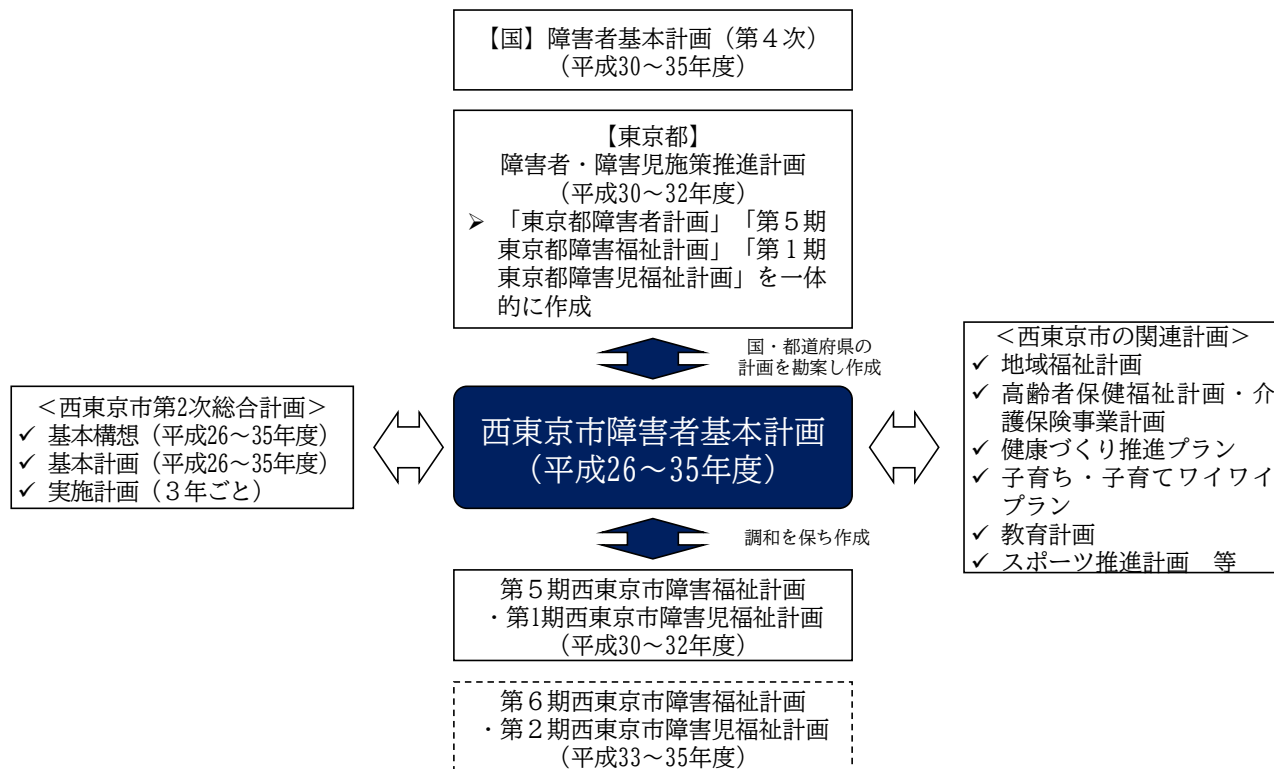 【国】障害者基本計画（第４次）
（平成30～35年度）
【東京都】
障害者・障害児施策推進計画
（平成30～32年度）
➢ 「東京都障害者計画」「第５期
東京都障害福祉計画」「第１期
東京都障害児福祉計画」を一体
的に作成
国・都道府県の
計画を勘案し作成
＜西東京市第2次総合計画＞
✓ 基本構想（平成26～35年度）
✓ 基本計画（平成26～35年度）
✓ 実施計画（３年ごと）
西東京市障害者基本計画
（平成26～35年度）
＜西東京市の関連計画＞
✓ 地域福祉計画
✓ 高齢者保健福祉計画・介
護保険事業計画
✓ 健康づくり推進プラン
✓ 子育ち・子育てワイワイ
プラン
✓ 教育計画
✓ スポーツ推進計画　等
調和を保ち作成
第５期西東京市障害福祉計画
・第1期西東京市障害児福祉計画
（平成30～32年度）
第６期西東京市障害福祉計画
・第２期西東京市障害児福祉計画
（平成33～35年度）